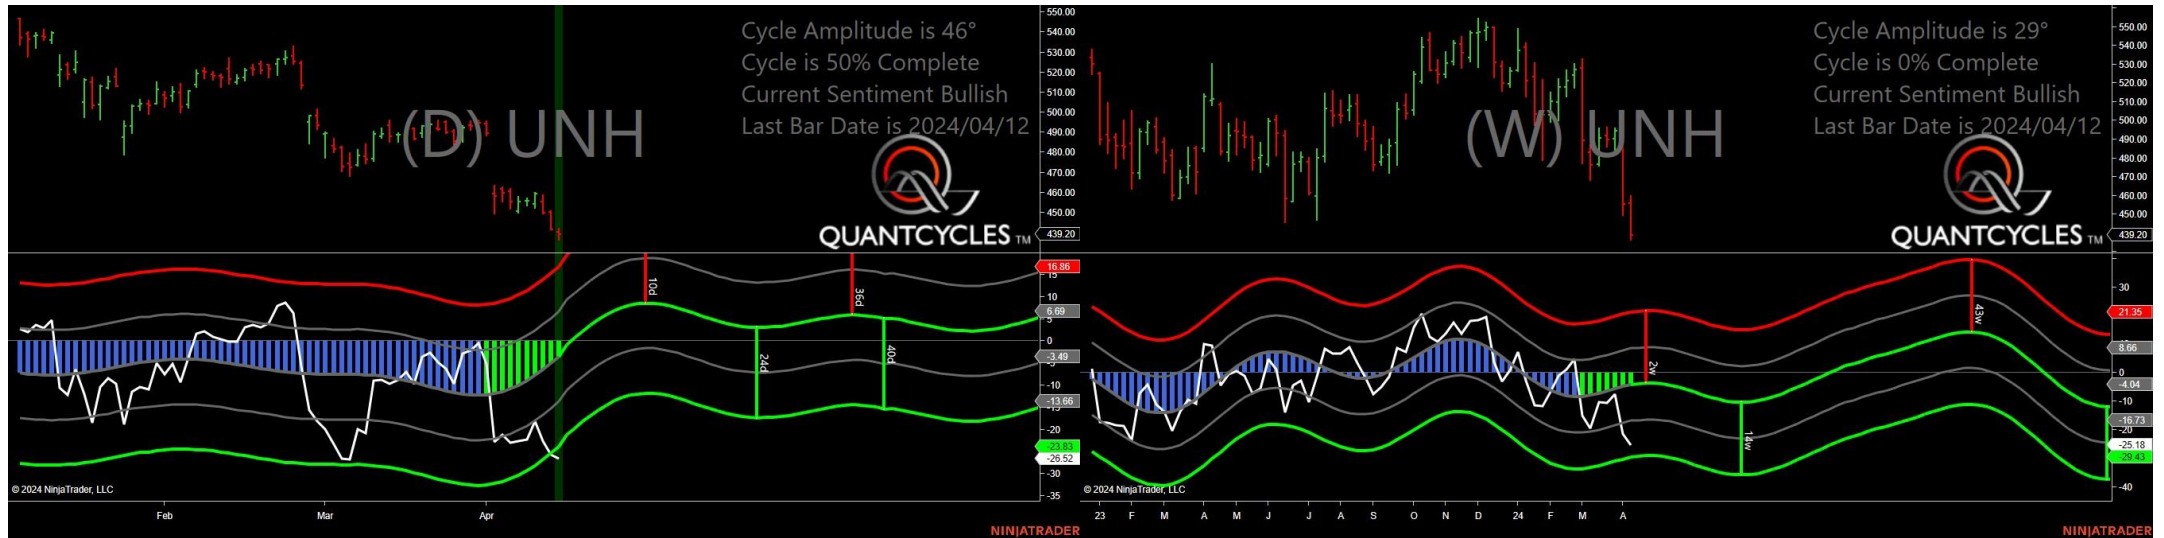 Cycle Amplitude is 46°
Cycle is 50% Complete
Current Sentiment Bullish
Last Bar Date is 2024/04/12
(D) UNH
QUANTCYCLES TM
550.00
540.00
530.00
520.00
510.00
500.00
490.00
480.00
470.00
460.00
450.00
439.20
16.86
15
10
6.69
5
0
-3.49
-5
-10
-13.66
-15
-20
-23.83
-26.52
-30
-35
10d
24d
36d
40d
© 2024 NinjaTrader, LLC
Feb Mar Apr
NINJATRADER
Cycle Amplitude is 29°
Cycle is 0% Complete
Current Sentiment Bullish
Last Bar Date is 2024/04/12
(W) UNH
QUANTCYCLES TM
550.00
540.00
530.00
520.00
510.00
500.00
490.00
480.00
470.00
460.00
450.00
439.20
30
21.35
8.66
0
-4.04
-10
-16.73
-20
-25.18
-29.43
-40
2w
14w
43w
© 2024 NinjaTrader, LLC
23 F M A M J J A S O N D 24 F M A
NINJATRADER